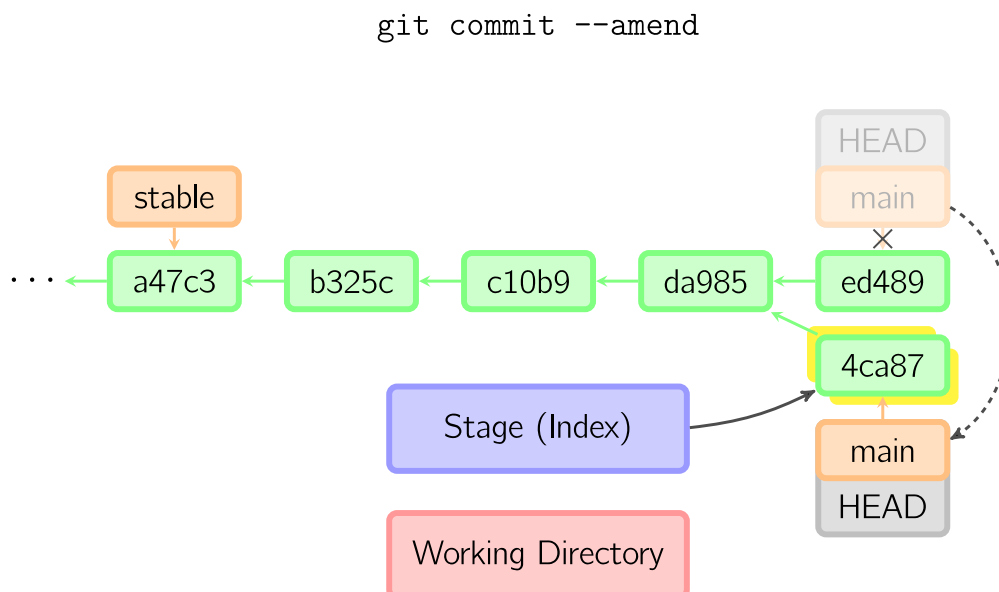 git commit --amend
HEAD
main
stable
... a47c3 b325c c10b9 da985 ed489
4ca87
Stage (Index)
main
HEAD
Working Directory